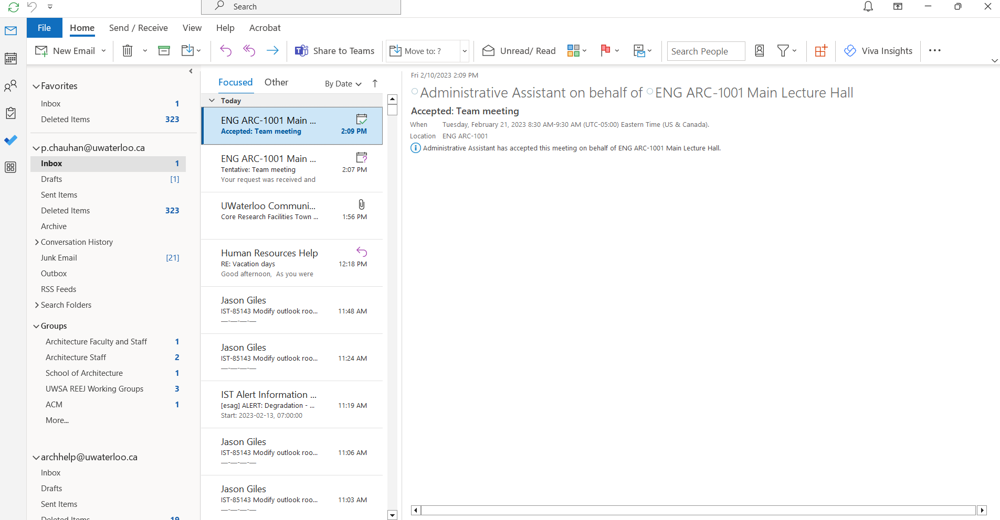 Search
File Home Send / Receive View Help Acrobat
New Email Share to Teams Move to: ? Unread/ Read Search People Viva Insights
Favorites
Inbox 1
Deleted Items 323
p.chauhan@uwaterloo.ca
Inbox 1
Drafts [1]
Sent Items
Deleted Items 323
Archive
Conversation History
Junk Email [21]
Outbox
RSS Feeds
Search Folders
Groups
Architecture Faculty and Staff 1
Architecture Staff 2
School of Architecture 1
UWSA REEJ Working Groups 3
ACM 1
More...
archhelp@uwaterloo.ca
Inbox
Drafts
Sent Items
Deleted Items 19
Focused Other By Date
Today
ENG ARC-1001 Main ...
Accepted: Team meeting 2:09 PM
ENG ARC-1001 Main ...
Tentative: Team meeting 2:07 PM
Your request was received and
UWaterloo Communi...
Core Research Facilities Town ... 1:56 PM
Human Resources Help
RE: Vacation days 12:18 PM
Good afternoon, As you were
Jason Giles
IST-85143 Modify outlook roo... 11:48 AM
—-—-—-—
Jason Giles
IST-85143 Modify outlook roo... 11:24 AM
—-—-—-—
IST Alert Information ...
[esag] ALERT: Degradation - ... 11:19 AM
Start: 2023-02-13, 07:00:00
Jason Giles
IST-85143 Modify outlook roo... 11:06 AM
—-—-—-—
Jason Giles
IST-85143 Modify outlook roo... 11:03 AM
—-—-—-—
Fri 2/10/2023 2:09 PM
Administrative Assistant on behalf of ENG ARC-1001 Main Lecture Hall
Accepted: Team meeting
When Tuesday, February 21, 2023 8:30 AM-9:30 AM (UTC-05:00) Eastern Time (US & Canada).
Location ENG ARC-1001
Administrative Assistant has accepted this meeting on behalf of ENG ARC-1001 Main Lecture Hall.